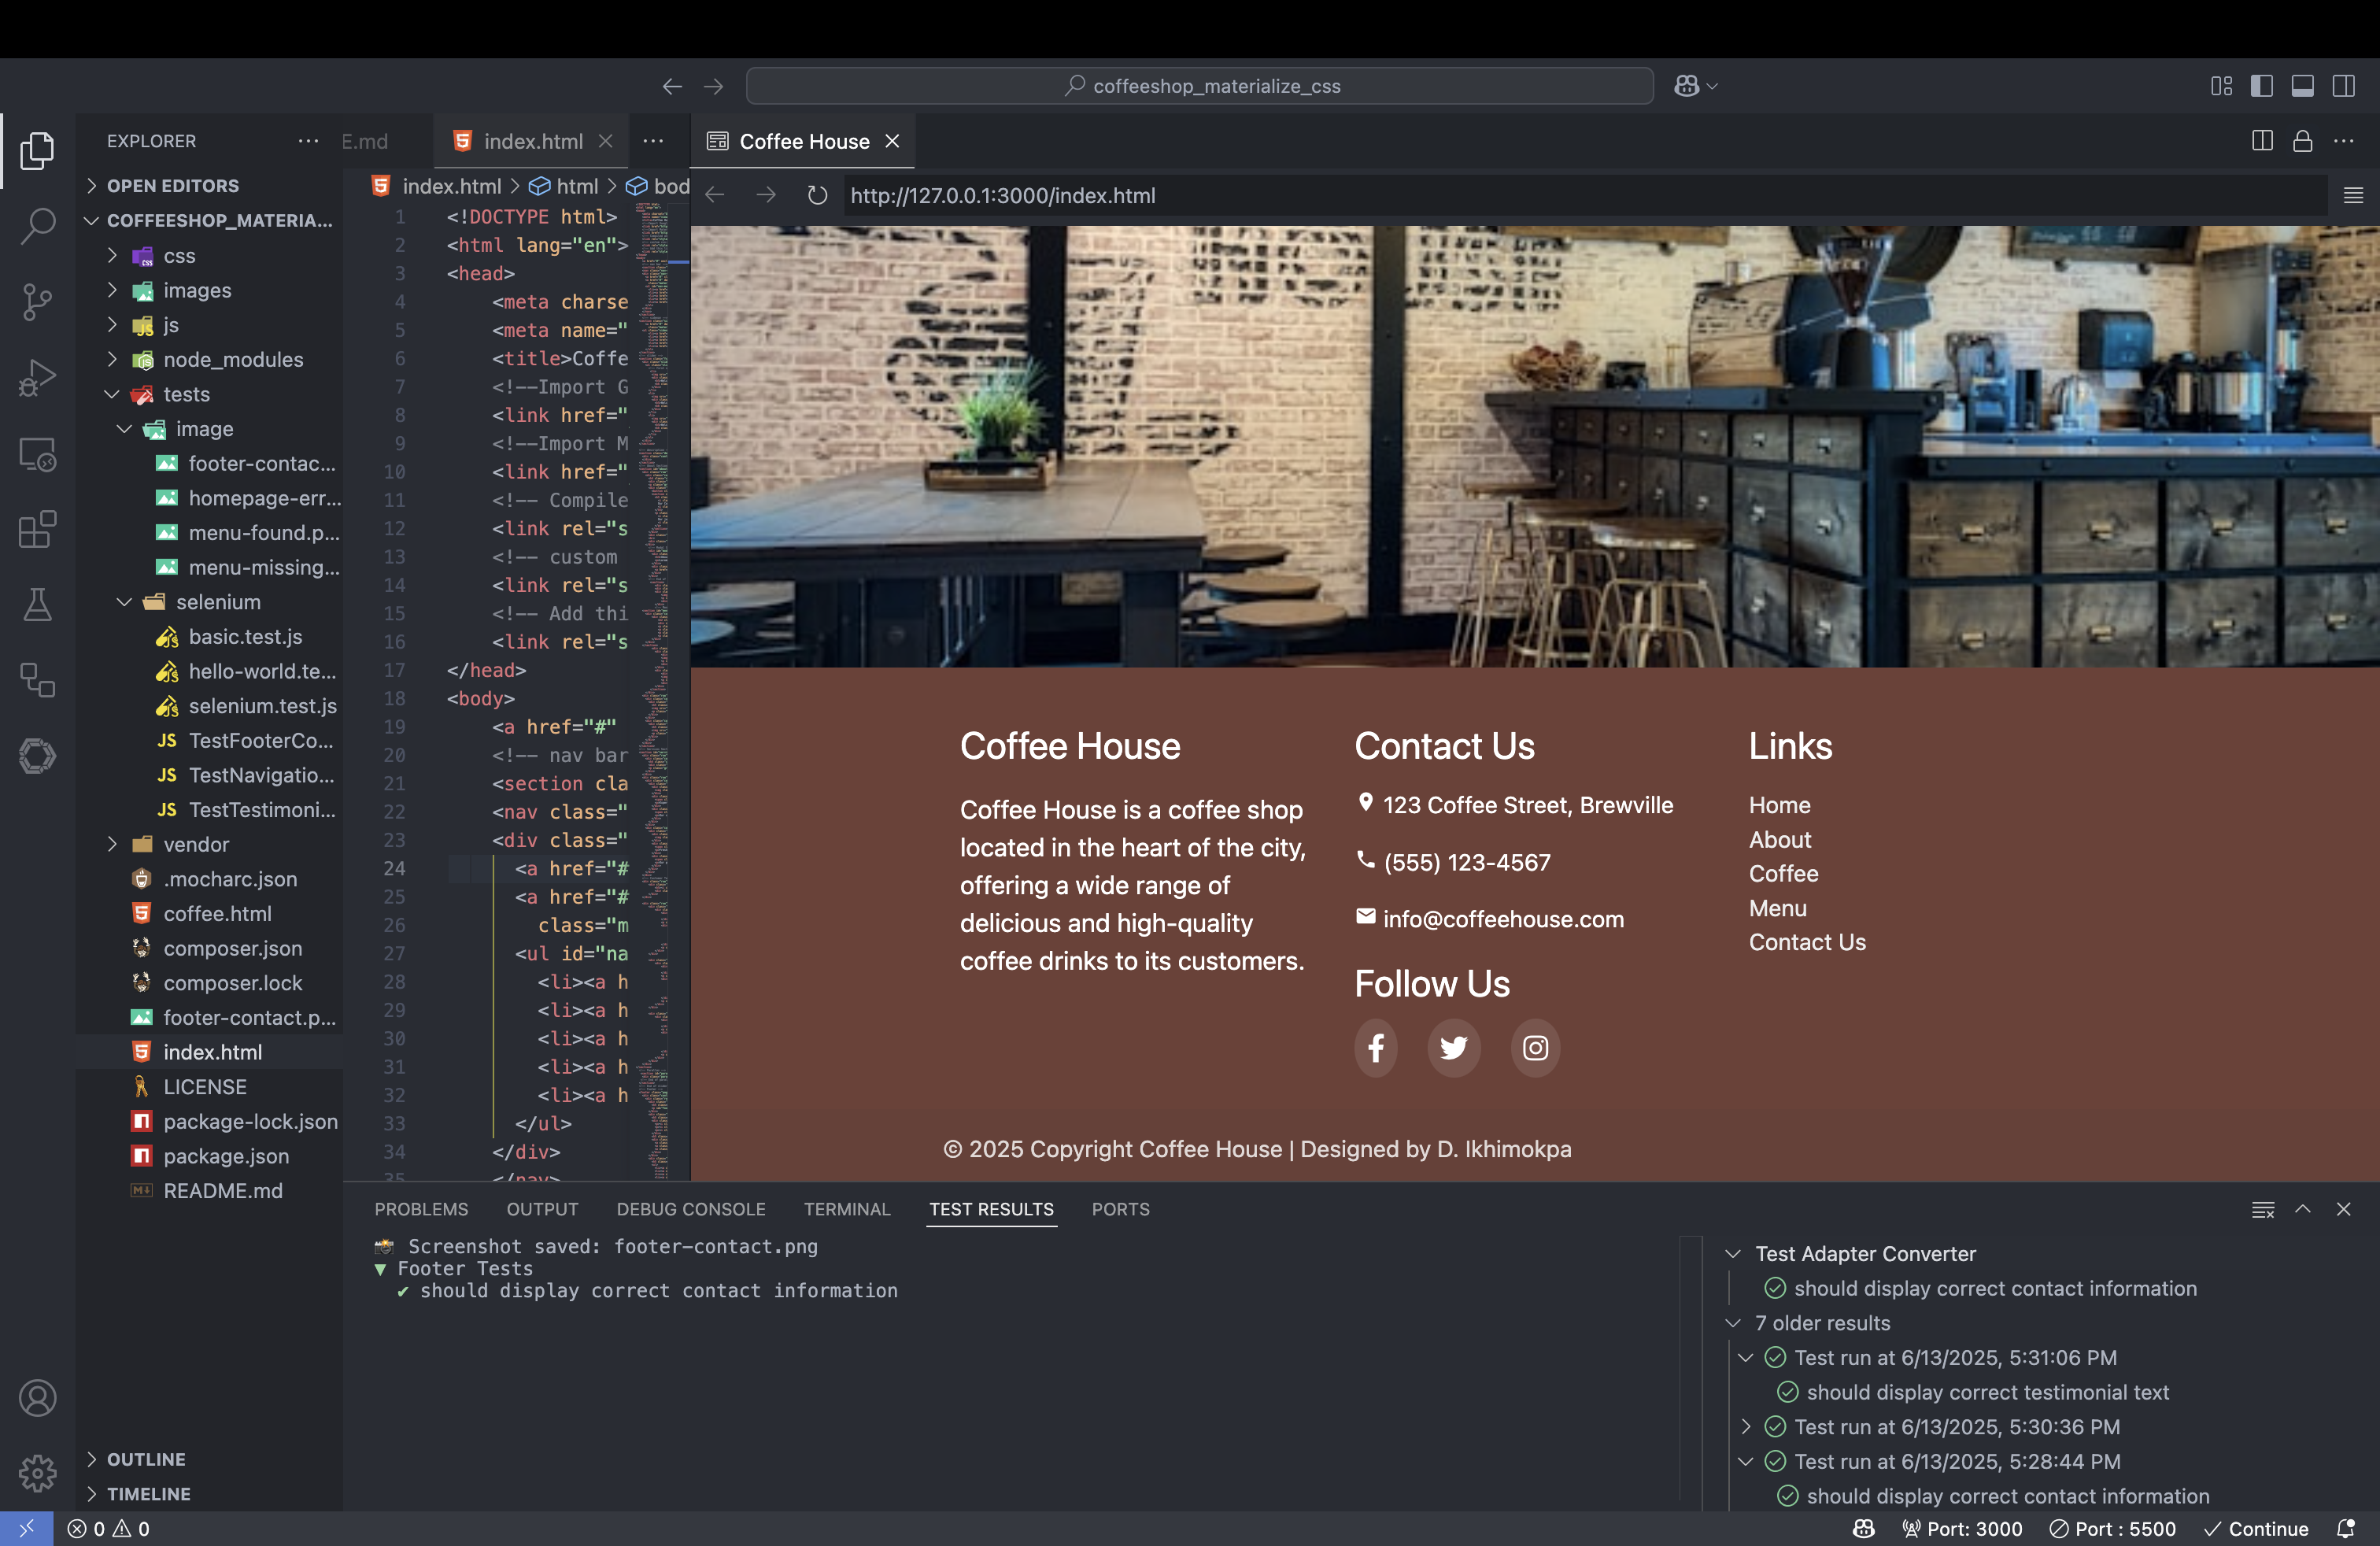 coffeeshop_materialize_css
EXPLORER
E.md
index.html
Coffee House
OPEN EDITORS
COFFEESHOP_MATERIA...
css
images
js
node_modules
tests
image
footer-contac...
homepage-err...
menu-found.p...
menu-missing...
selenium
basic.test.js
hello-world.te...
selenium.test.js
TestFooterCo...
TestNavigatio...
TestTestimoni...
vendor
.mocharc.json
coffee.html
composer.json
composer.lock
footer-contact.p...
index.html
LICENSE
package-lock.json
package.json
README.md
OUTLINE
TIMELINE
index.html > html > bod
1 <!DOCTYPE html>
2 <html lang="en">
3 <head>
4 <meta charse
5 <meta name="
6 <title>Coffe
7 <!--Import G
8 <link href="
9 <!--Import M
10 <link href="
11 <!-- Compile
12 <link rel="s
13 <!-- custom
14 <link rel="s
15 <!-- Add thi
16 <link rel="s
17 </head>
18 <body>
19 <a href="#"
20 <!-- nav bar
21 <section cla
22 <nav class="
23 <div class="
24 <a href="#
25 <a href="#
26 class="m
27 <ul id="na
28 <li><a h
29 <li><a h
30 <li><a h
31 <li><a h
32 <li><a h
33 </ul>
34 </div>
35 </nav>
http://127.0.0.1:3000/index.html
Coffee House
Coffee House is a coffee shop
located in the heart of the city,
offering a wide range of
delicious and high-quality
coffee drinks to its customers.
Contact Us
123 Coffee Street, Brewville
(555) 123-4567
info@coffeehouse.com
Follow Us
Links
Home
About
Coffee
Menu
Contact Us
© 2025 Copyright Coffee House | Designed by D. Ikhimokpa
PROBLEMS OUTPUT DEBUG CONSOLE TERMINAL TEST RESULTS PORTS
Screenshot saved: footer-contact.png
▼ Footer Tests
✔ should display correct contact information
Test Adapter Converter
should display correct contact information
7 older results
Test run at 6/13/2025, 5:31:06 PM
should display correct testimonial text
Test run at 6/13/2025, 5:30:36 PM
Test run at 6/13/2025, 5:28:44 PM
should display correct contact information
0 0
Port: 3000 Port : 5500 Continue